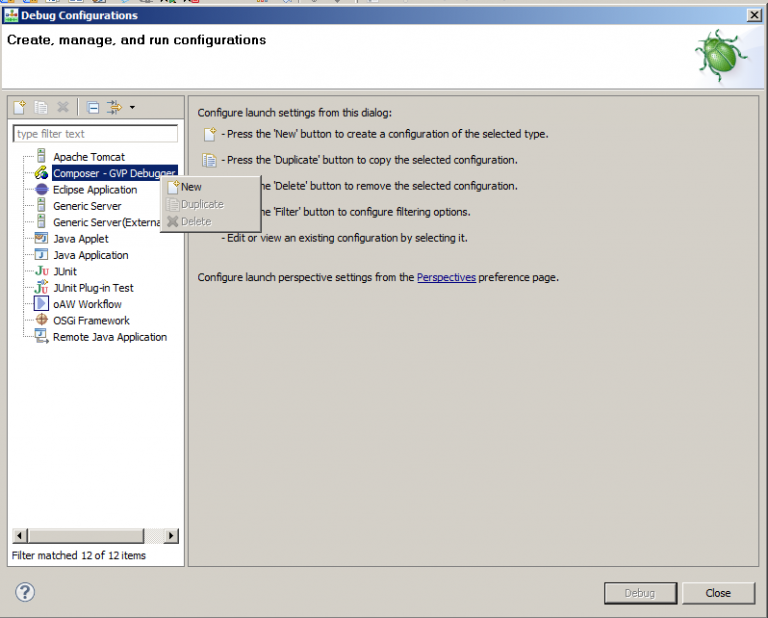 Debug Configurations
Create, manage, and run configurations
type filter text
Apache Tomcat
Composer - GVP Debugger
Eclipse Application
Generic Server
Generic Server(Externa
Java Applet
Java Application
JUnit
JUnit Plug-in Test
oAW Workflow
OSGi Framework
Remote Java Application
Filter matched 12 of 12 items
New
Duplicate
Delete
Configure launch settings from this dialog:
- Press the 'New' button to create a configuration of the selected type.
- Press the 'Duplicate' button to copy the selected configuration.
e 'Delete' button to remove the selected configuration.
e 'Filter' button to configure filtering options.
- Edit or view an existing configuration by selecting it.
Configure launch perspective settings from the Perspectives preference page.
Debug
Close